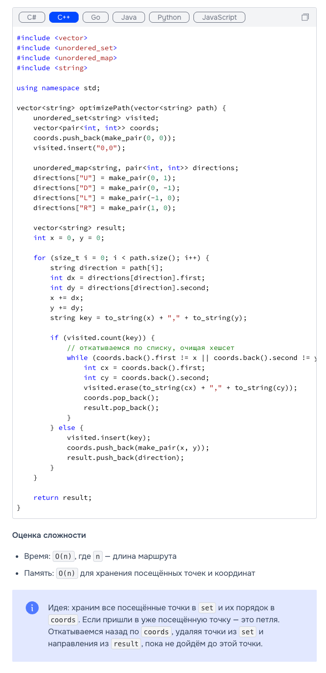 C# C++ Go Java Python JavaScript
#include <vector>
#include <unordered_set>
#include <unordered_map>
#include <string>
using namespace std;
vector<string> optimizePath(vector<string> path) {
    unordered_set<string> visited;
    vector<pair<int, int>> coords;
    coords.push_back(make_pair(0, 0));
    visited.insert("0,0");
    unordered_map<string, pair<int, int>> directions;
    directions["U"] = make_pair(0, 1);
    directions["D"] = make_pair(0, -1);
    directions["L"] = make_pair(-1, 0);
    directions["R"] = make_pair(1, 0);
    vector<string> result;
    int x = 0, y = 0;
    for (size_t i = 0; i < path.size(); i++) {
        string direction = path[i];
        int dx = directions[direction].first;
        int dy = directions[direction].second;
        x += dx;
        y += dy;
        string key = to_string(x) + "," + to_string(y);
        if (visited.count(key)) {
            // откатываемся по списку, очищая хешсет
            while (coords.back().first != x || coords.back().second != y
                int cx = coords.back().first;
                int cy = coords.back().second;
                visited.erase(to_string(cx) + "," + to_string(cy));
                coords.pop_back();
                result.pop_back();
            }
        } else {
            visited.insert(key);
            coords.push_back(make_pair(x, y));
            result.push_back(direction);
        }
    }
    return result;
}
Оценка сложности
• Время: O(n), где n — длина маршрута
• Память: O(n) для хранения посещённых точек и координат
Идея: храним все посещённые точки в set и их порядок в
coords. Если пришли в уже посещённую точку — это петля.
Откатываемся назад по coords, удаляя точки из set и
направления из result, пока не дойдём до этой точки.